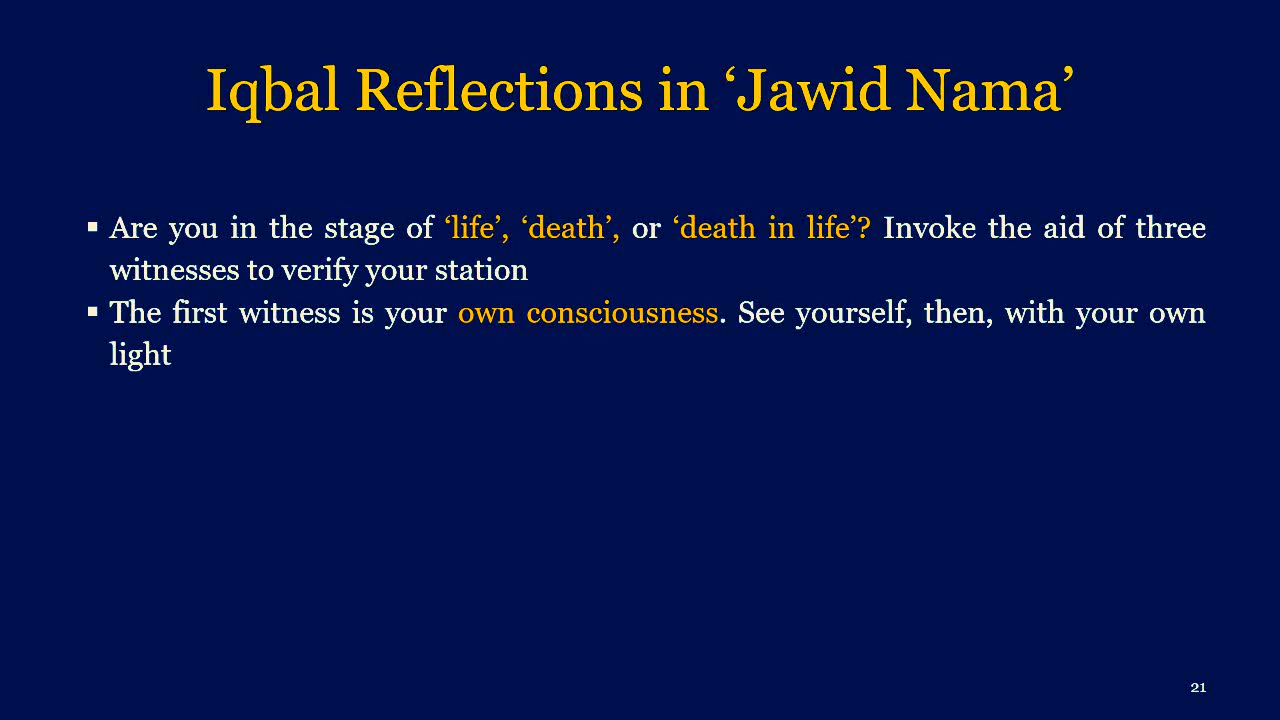 Iqbal Reflections in ‘Jawid Nama’
▪ Are you in the stage of ‘life’, ‘death’, or ‘death in life’? Invoke the aid of three
witnesses to verify your station
▪ The first witness is your own consciousness. See yourself, then, with your own
light
21